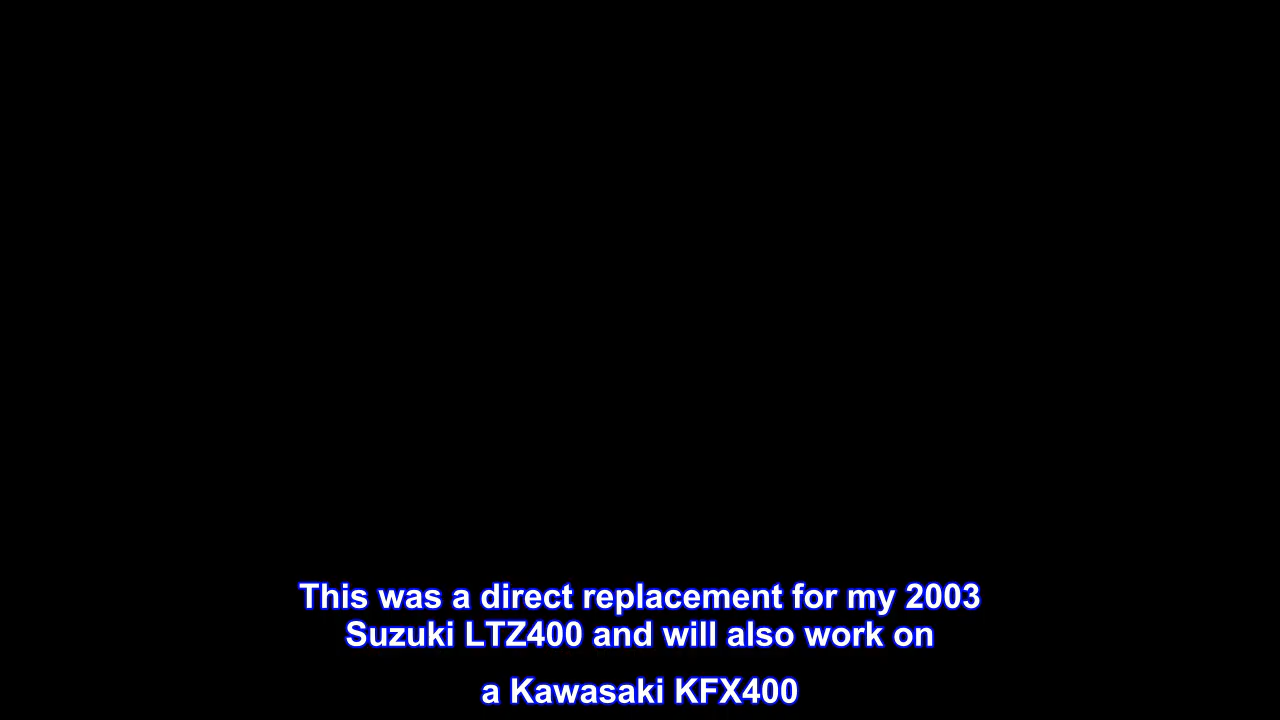 This was a direct replacement for my 2003
Suzuki LTZ400 and will also work on
a Kawasaki KFX400